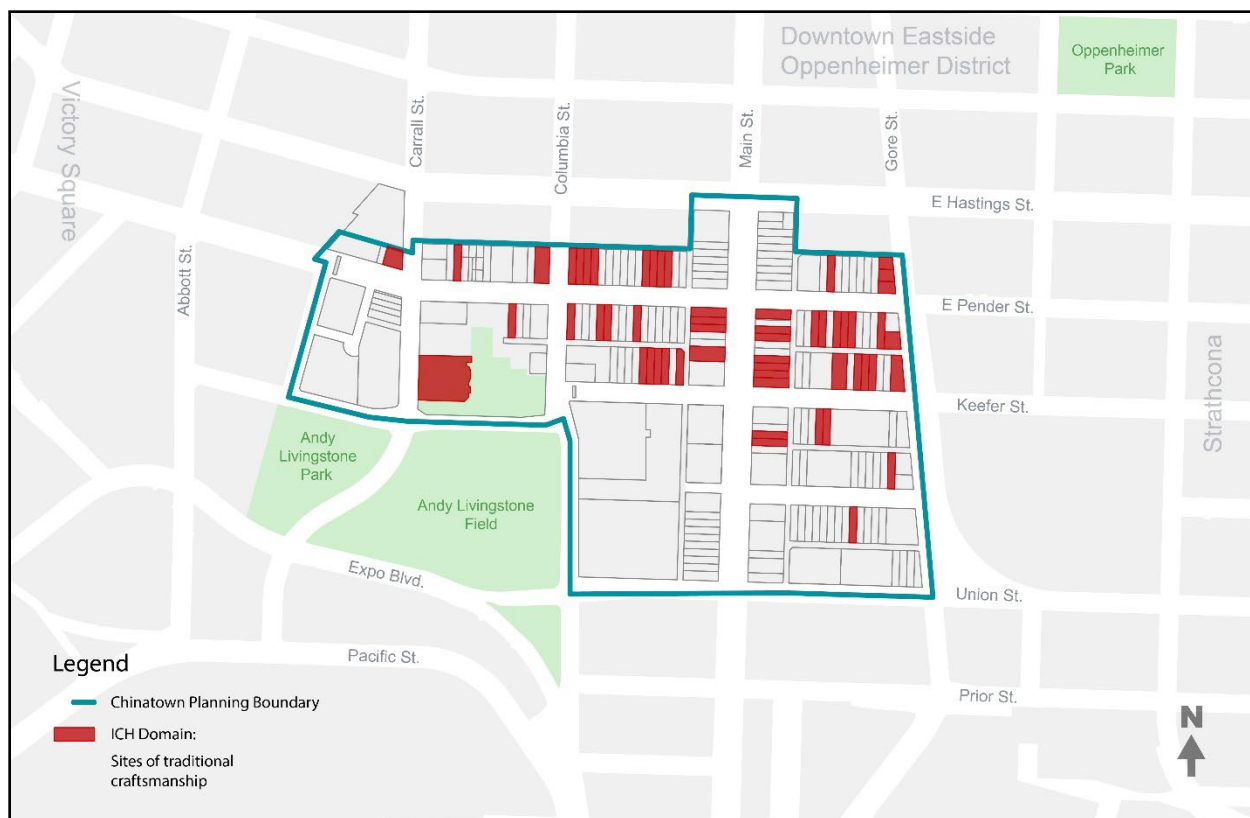 Downtown Eastside
Oppenheimer District
Oppenheimer
Park
Victory Square
Carrall St.
Columbia St.
Main St.
Gore St.
E Hastings St.
Abbott St.
E Pender St.
Strathcona
Keefer St.
Andy
Livingstone
Park
Andy Livingstone
Field
Expo Blvd.
Union St.
Legend
Pacific St.
Chinatown Planning Boundary
Prior St.
ICH Domain:
Sites of traditional
craftsmanship
N